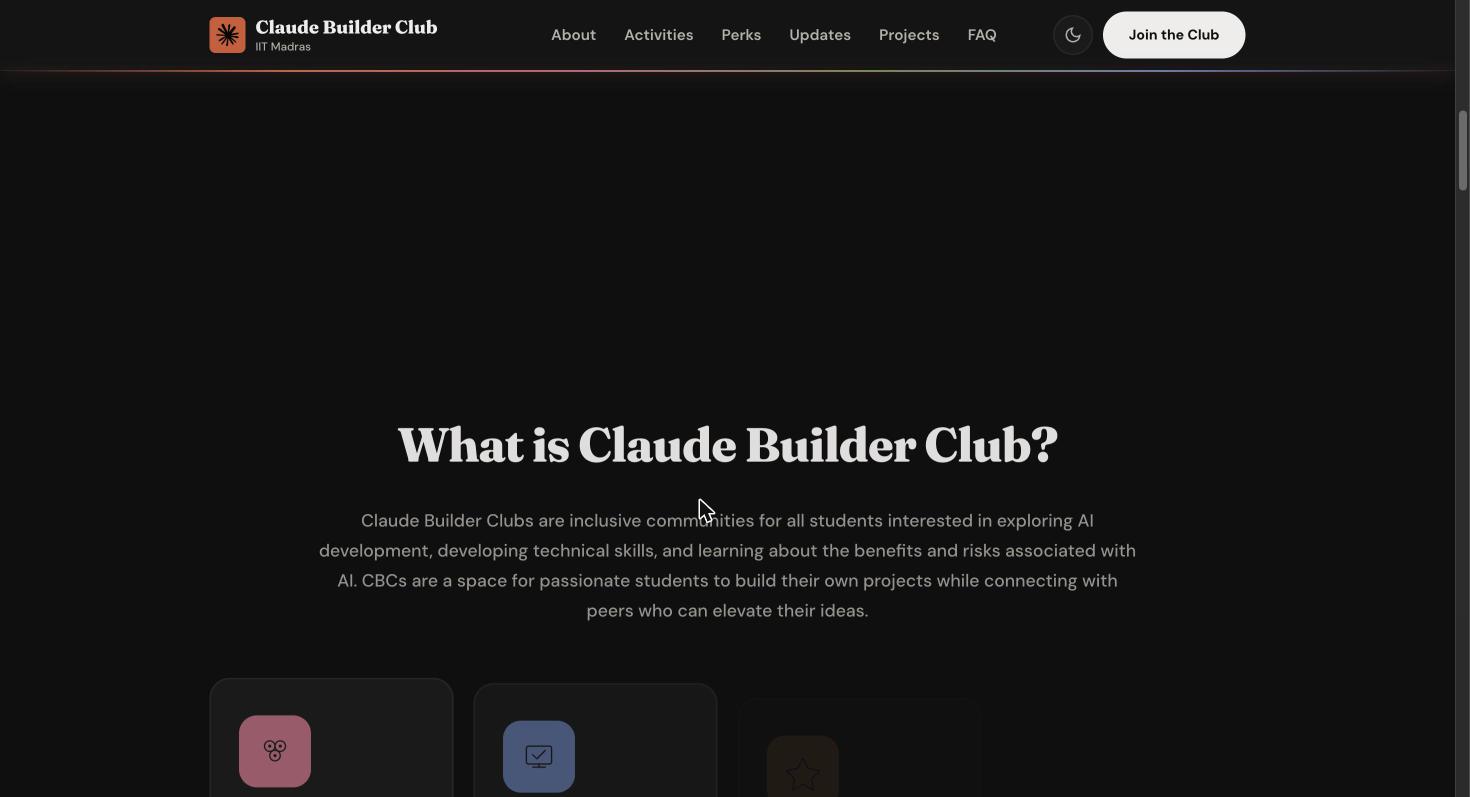 Claude Builder Club
IIT Madras
About
Activities
Perks
Updates
Projects
FAQ
Join the Club
What is Claude Builder Club?
Claude Builder Clubs are inclusive communities for all students interested in exploring AI
development, developing technical skills, and learning about the benefits and risks associated with
AI. CBCs are a space for passionate students to build their own projects while connecting with
peers who can elevate their ideas.